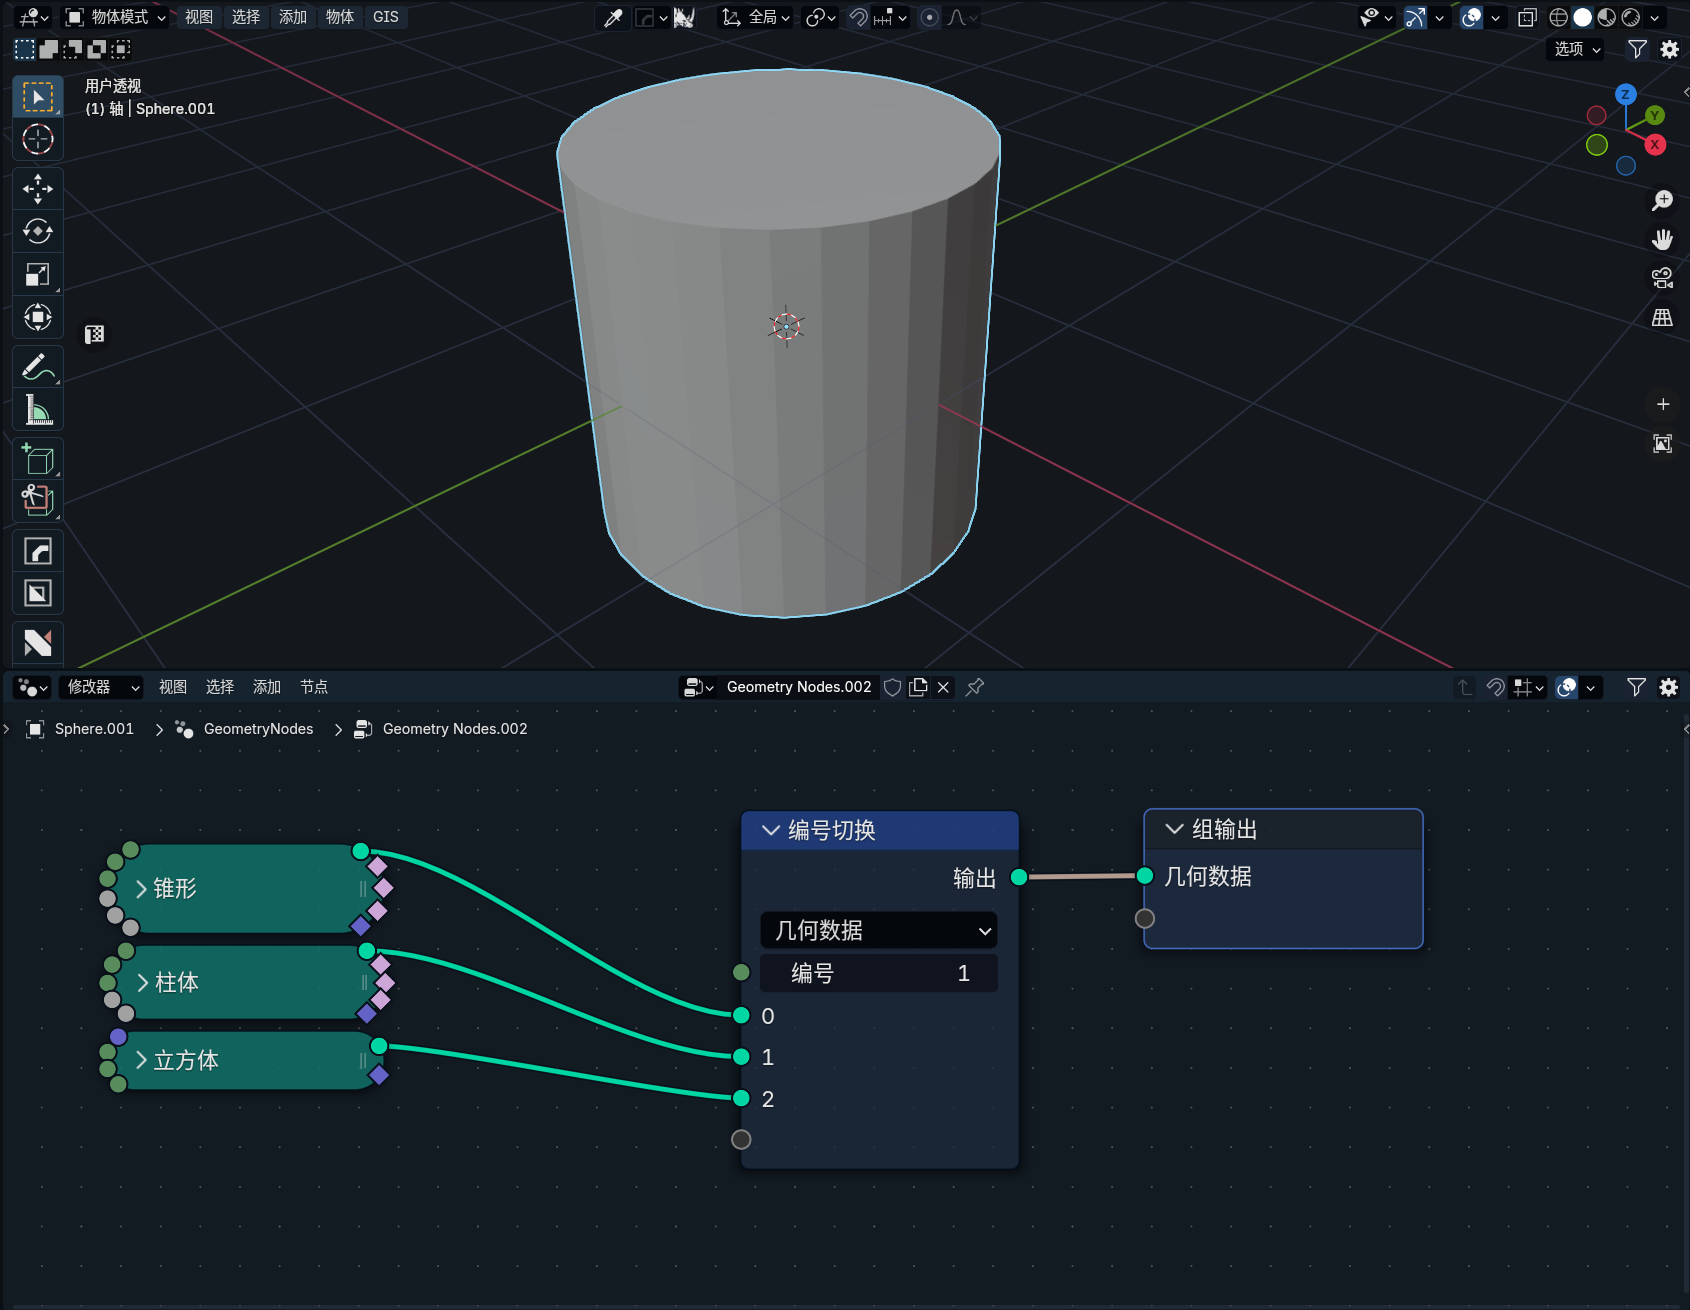 物体模式 视图 选择 添加 物体 GIS 全局
选项
用户透视
(1) 轴 | Sphere.001
Z
Y
X
修改器 视图 选择 添加 节点 Geometry Nodes.002
Sphere.001 GeometryNodes Geometry Nodes.002
编号切换
组输出
输出
几何数据
锥形
几何数据
编号 1
柱体
0
立方体
1
2